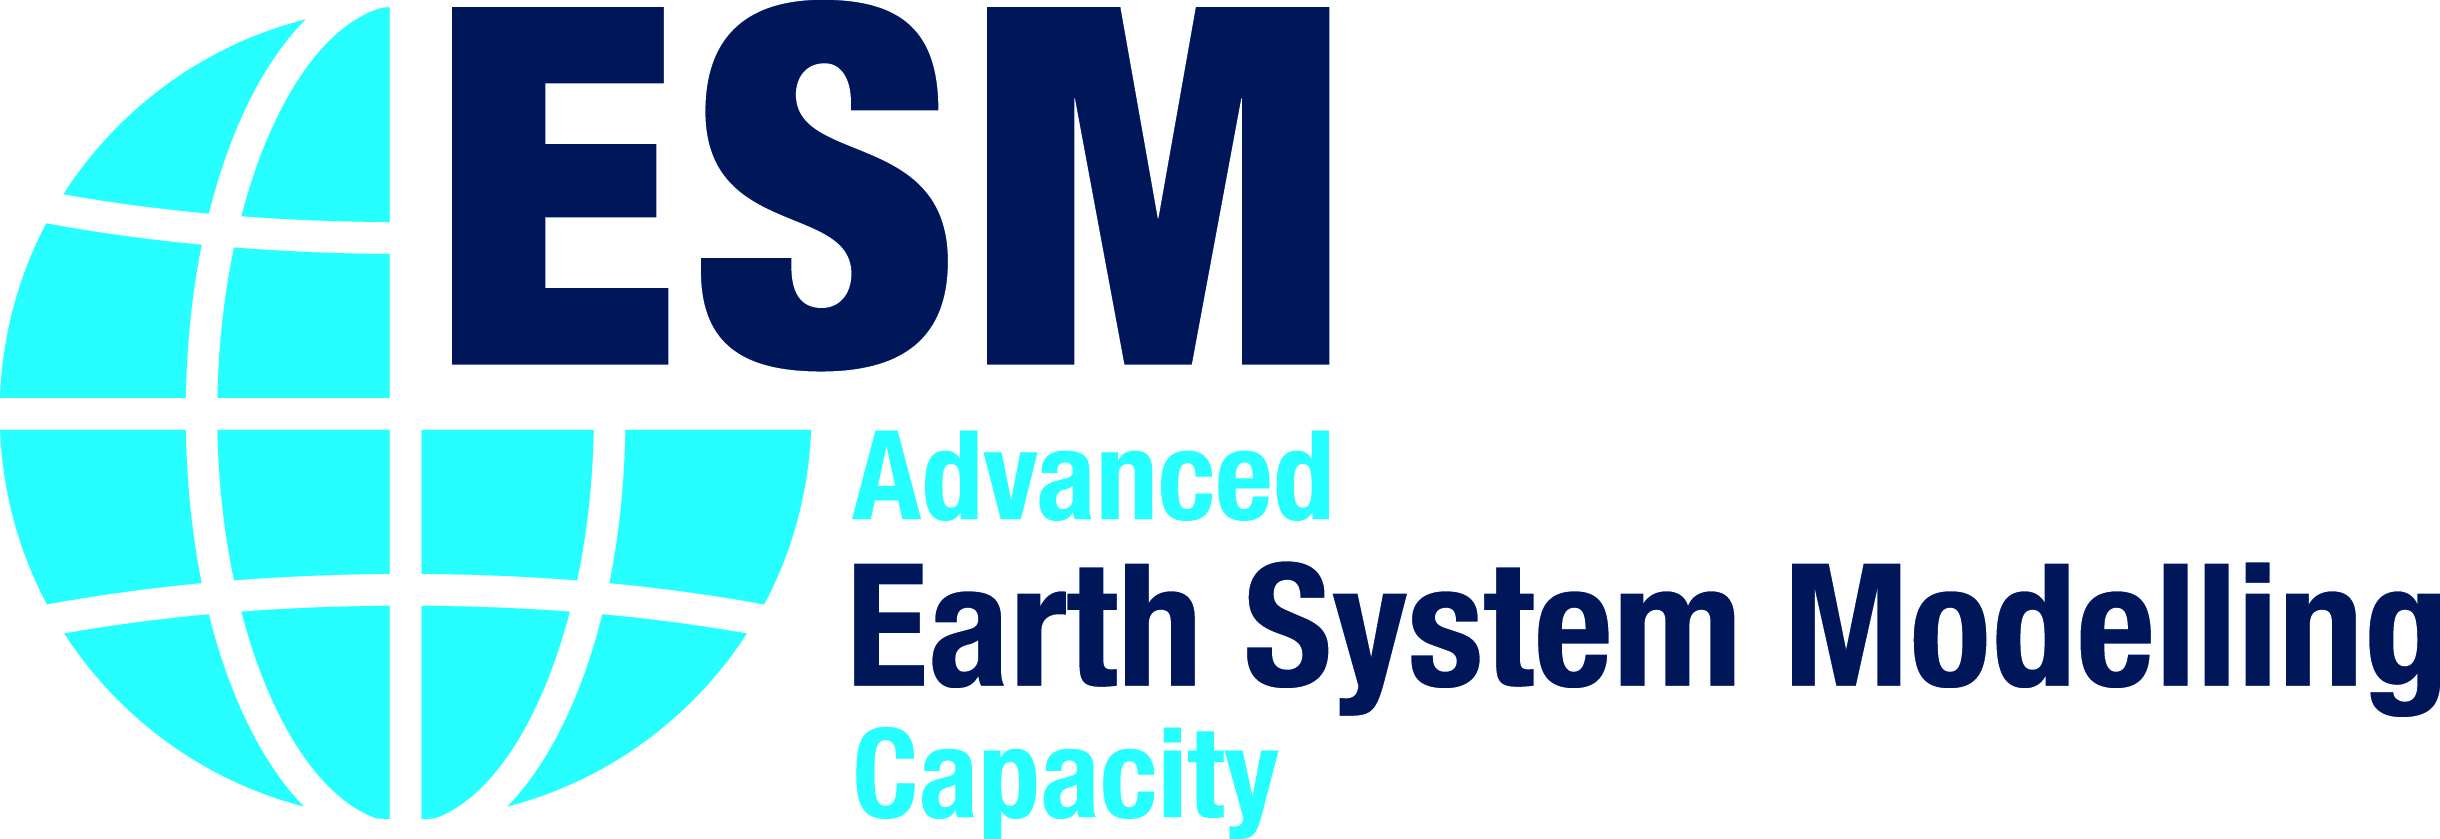 ESM
Advanced
Earth System Modelling
Capacity